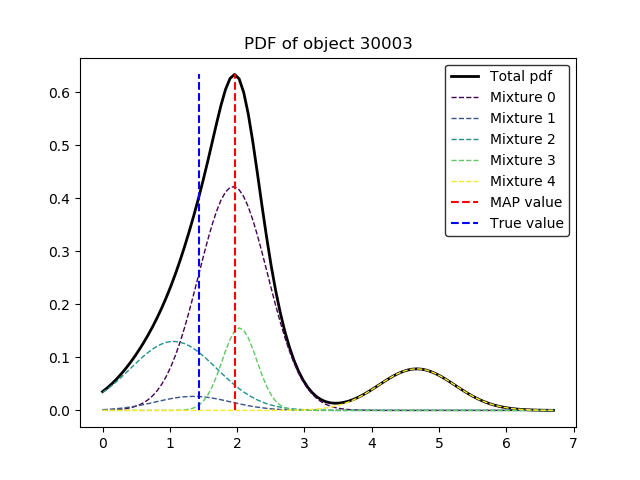 PDF of object 30003
Total pdf
Mixture 0
Mixture 1
Mixture 2
Mixture 3
Mixture 4
MAP value
True value
0.6
0.5
0.4
0.3
0.2
0.1
0.0
0 1 2 3 4 5 6 7